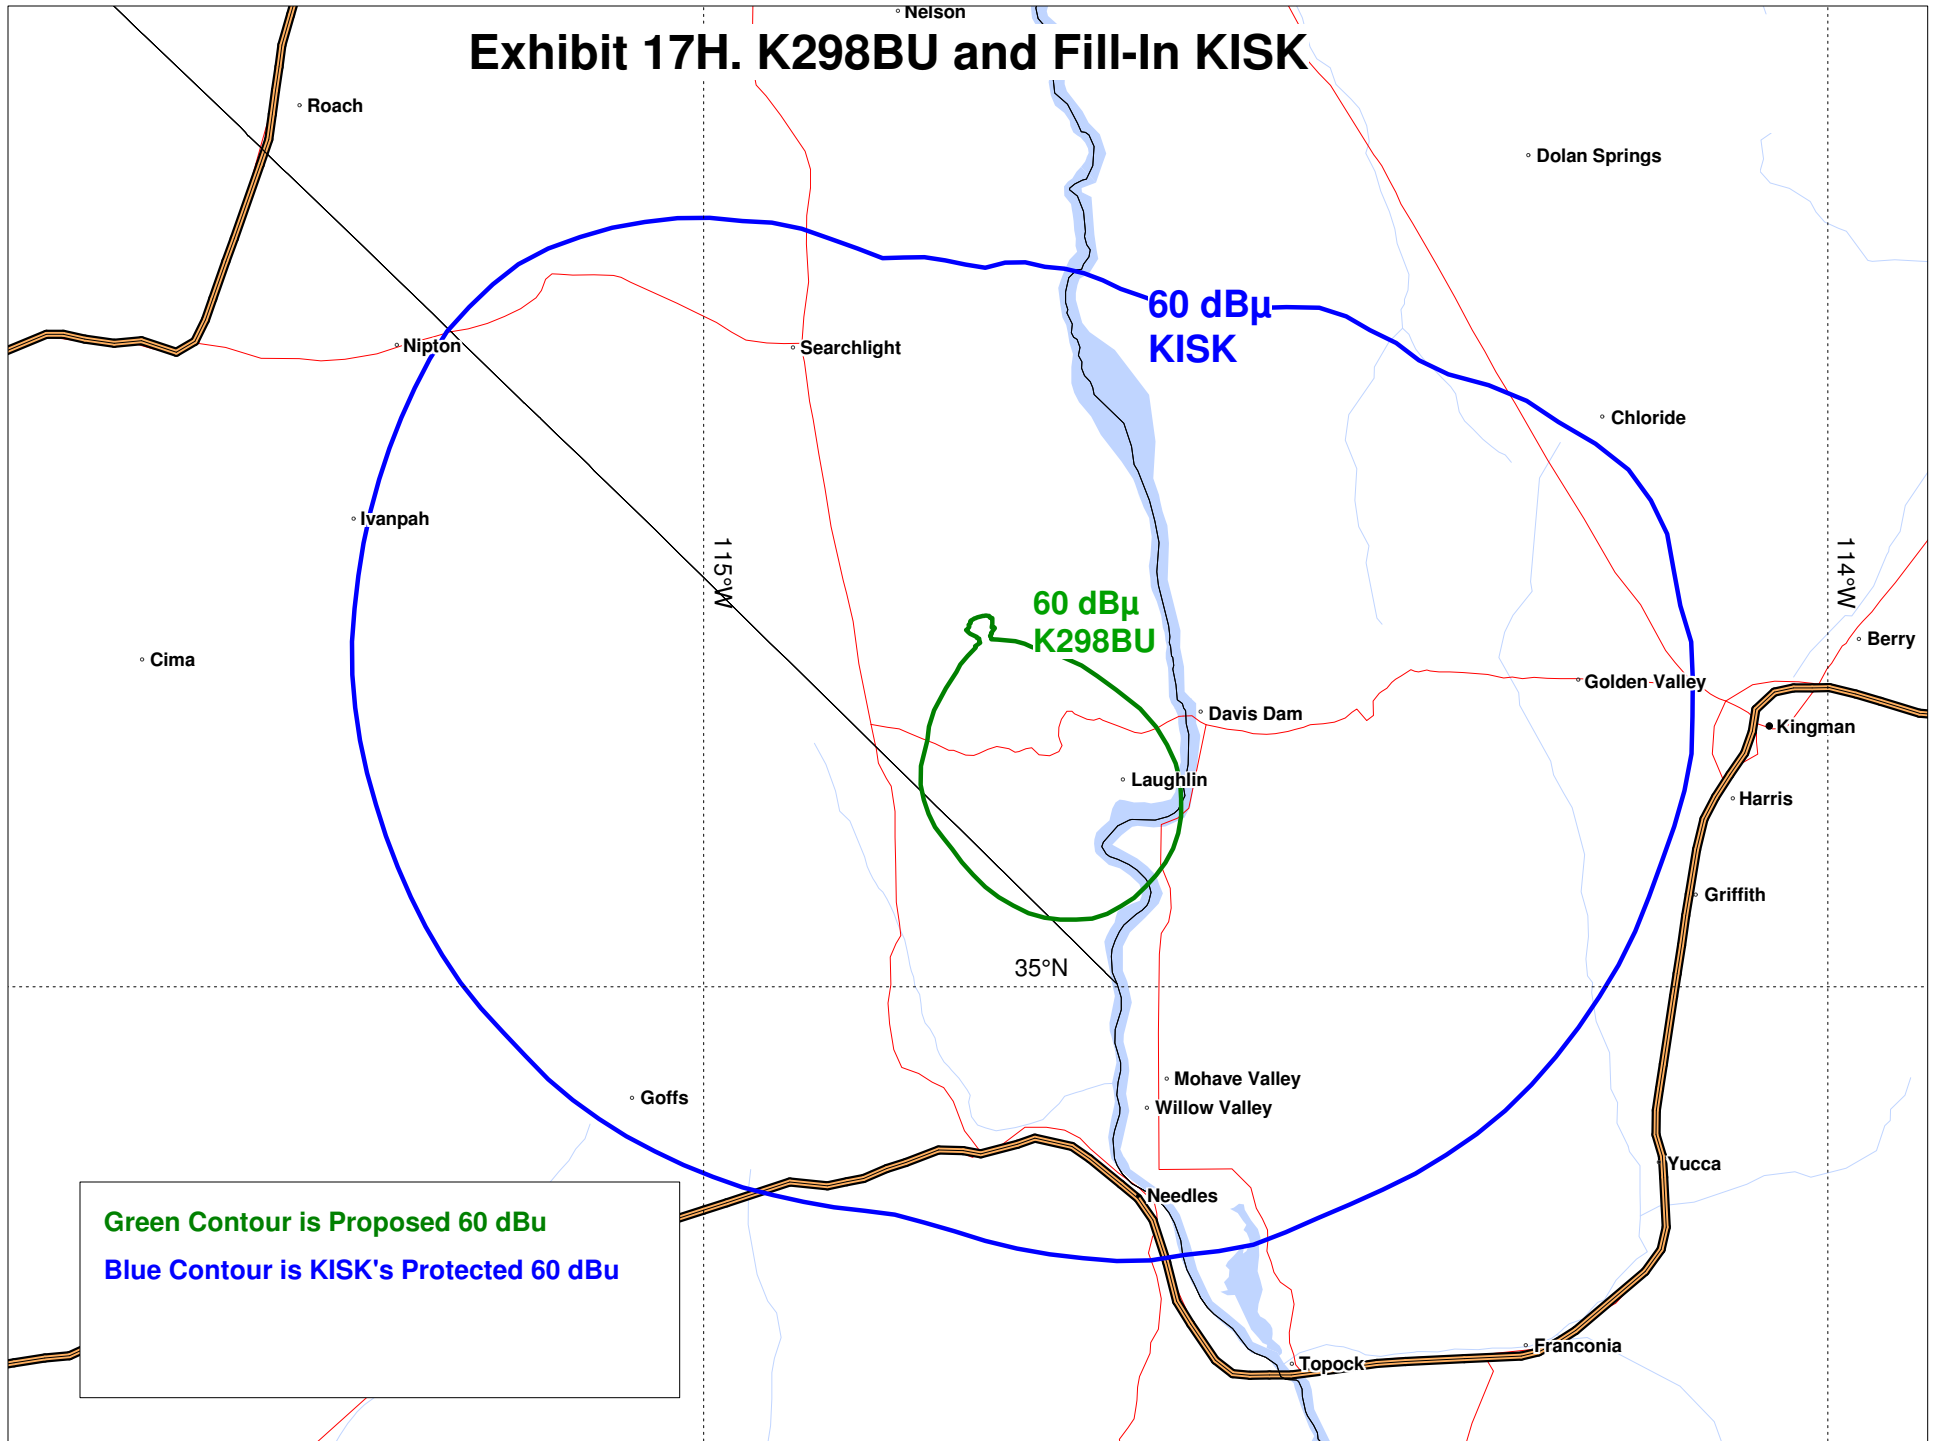 Nelson
Exhibit 17H. K298BU and Fill-In KISK
Roach
Dolan Springs
60 dBµ
KISK
Nipton
Searchlight
Chloride
Ivanpah
115°W
114°W
60 dBµ
K298BU
Berry
Cima
Golden Valley
Davis Dam
Kingman
Laughlin
Harris
Griffith
35°N
Mohave Valley
Goffs
Willow Valley
Yucca
Needles
Green Contour is Proposed 60 dBu
Blue Contour is KISK's Protected 60 dBu
Franconia
Topock